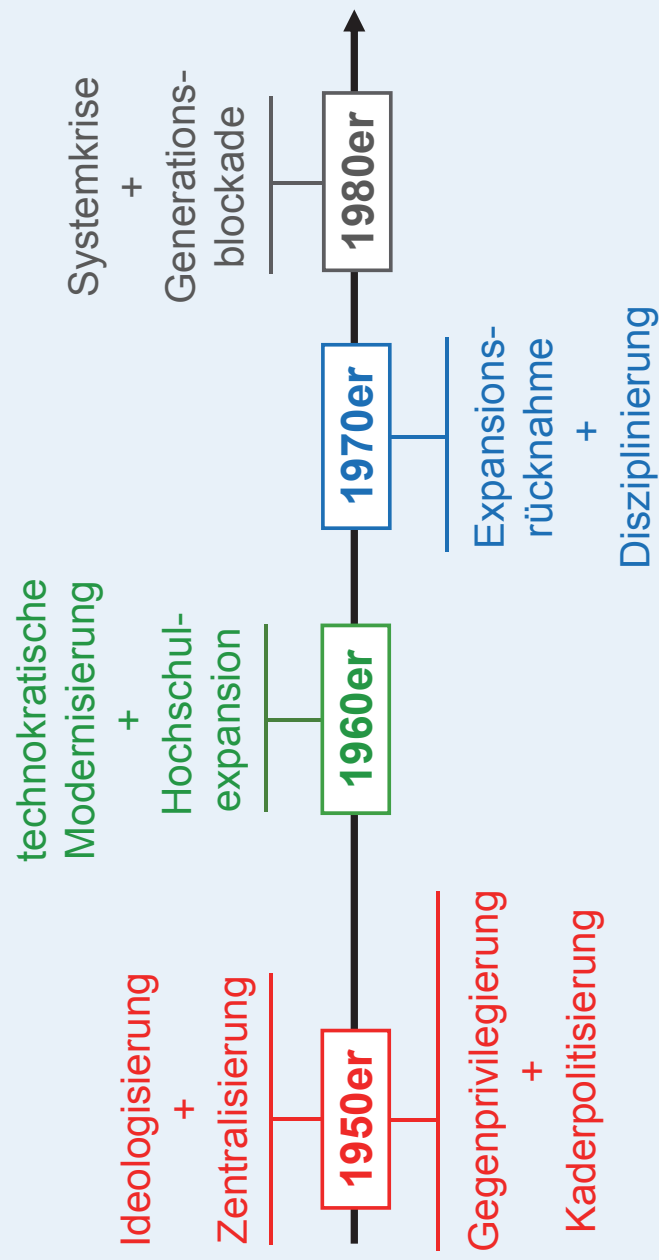 Ideologisierung
+
Zentralisierung
1950er
Gegenprivilegierung
+
Kaderpolitisierung
technokratische
Modernisierung
+
Hochschul-
expansion
1960er
1970er
Expansions-
rücknahme
+
Disziplinierung
Systemkrise
+
Generations-
blockade
1980er